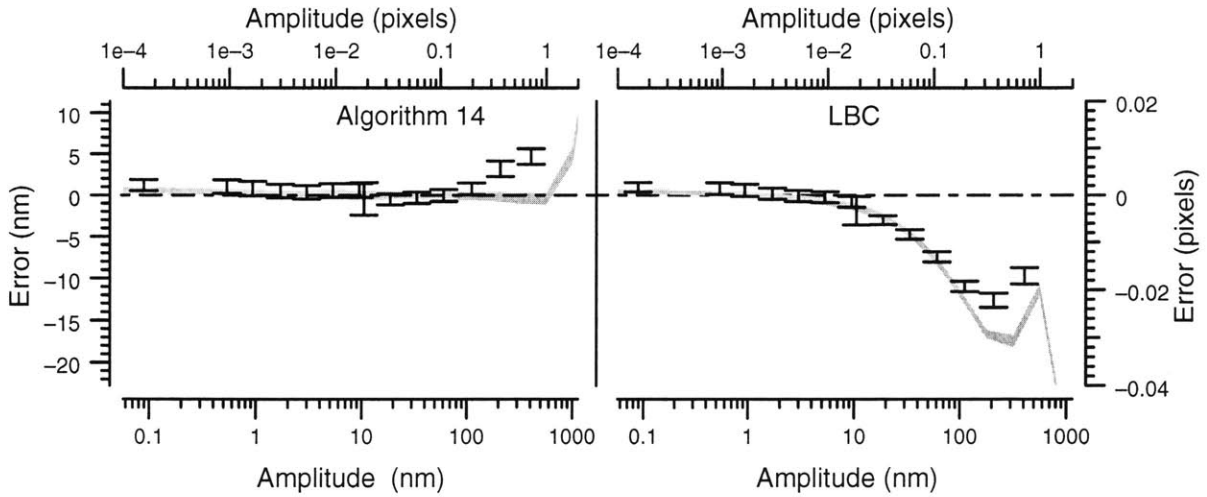 Amplitude (pixels) Amplitude (pixels)
1e−4 1e−3 1e−2 0.1 1 1e−4 1e−3 1e−2 0.1 1
Algorithm 14 LBC
10
5
0
−5
−10
−15
−20
Error (nm)
0.02
0
−0.02
−0.04
Error (pixels)
0.1 1 10 100 1000 0.1 1 10 100 1000
Amplitude (nm) Amplitude (nm)